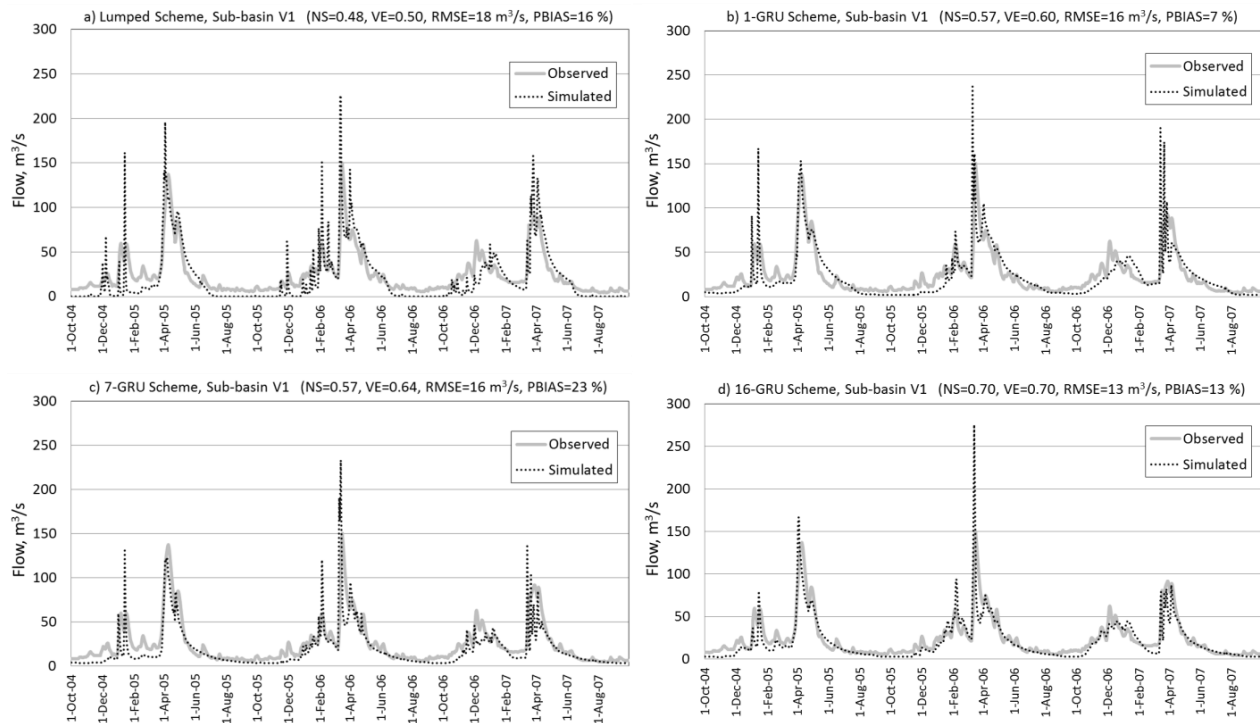 a) Lumped Scheme, Sub-basin V1 (NS=0.48, VE=0.50, RMSE=18 m³/s, PBIAS=16 %)
300
250
200
150
100
50
0
Flow, m³/s
Observed
Simulated
1-Oct-04
1-Dec-04
1-Feb-05
1-Apr-05
1-Jun-05
1-Aug-05
1-Oct-05
1-Dec-05
1-Feb-06
1-Apr-06
1-Jun-06
1-Aug-06
1-Oct-06
1-Dec-06
1-Feb-07
1-Apr-07
1-Jun-07
1-Aug-07
b) 1-GRU Scheme, Sub-basin V1 (NS=0.57, VE=0.60, RMSE=16 m³/s, PBIAS=7 %)
300
250
200
150
100
50
0
Flow, m³/s
Observed
Simulated
1-Oct-04
1-Dec-04
1-Feb-05
1-Apr-05
1-Jun-05
1-Aug-05
1-Oct-05
1-Dec-05
1-Feb-06
1-Apr-06
1-Jun-06
1-Aug-06
1-Oct-06
1-Dec-06
1-Feb-07
1-Apr-07
1-Jun-07
1-Aug-07
c) 7-GRU Scheme, Sub-basin V1 (NS=0.57, VE=0.64, RMSE=16 m³/s, PBIAS=23 %)
300
250
200
150
100
50
0
Flow, m³/s
Observed
Simulated
1-Oct-04
1-Dec-04
1-Feb-05
1-Apr-05
1-Jun-05
1-Aug-05
1-Oct-05
1-Dec-05
1-Feb-06
1-Apr-06
1-Jun-06
1-Aug-06
1-Oct-06
1-Dec-06
1-Feb-07
1-Apr-07
1-Jun-07
1-Aug-07
d) 16-GRU Scheme, Sub-basin V1 (NS=0.70, VE=0.70, RMSE=13 m³/s, PBIAS=13 %)
300
250
200
150
100
50
0
Flow, m³/s
Observed
Simulated
1-Oct-04
1-Dec-04
1-Feb-05
1-Apr-05
1-Jun-05
1-Aug-05
1-Oct-05
1-Dec-05
1-Feb-06
1-Apr-06
1-Jun-06
1-Aug-06
1-Oct-06
1-Dec-06
1-Feb-07
1-Apr-07
1-Jun-07
1-Aug-07